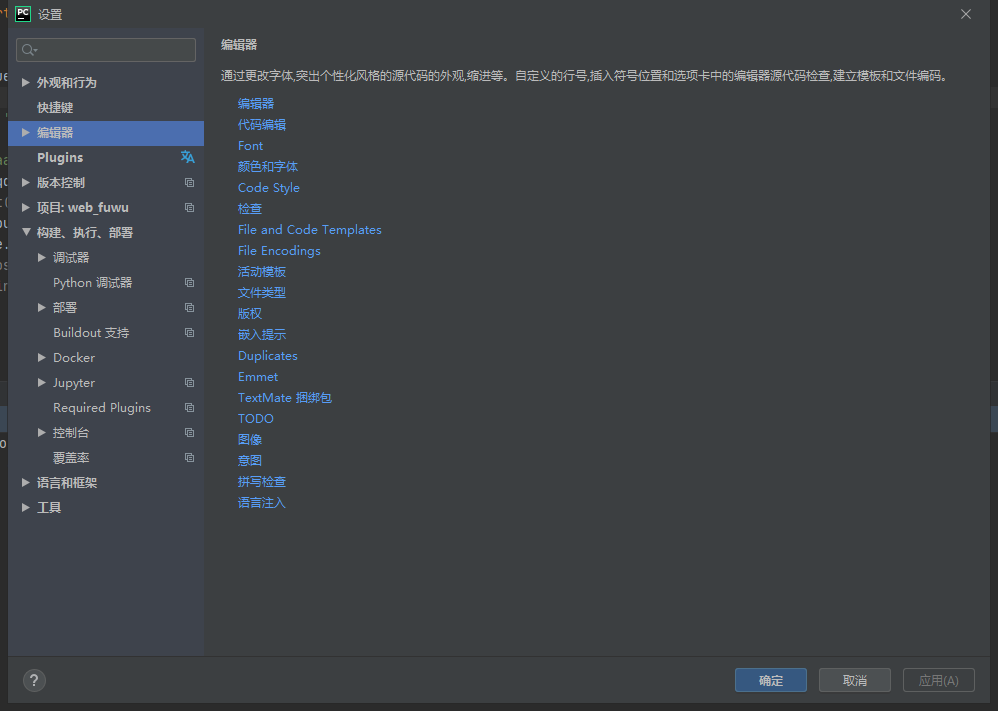 PC 设置
外观和行为
快捷键
编辑器
Plugins
版本控制
项目: web_fuwu
构建、执行、部署
调试器
Python 调试器
部署
Buildout 支持
Docker
Jupyter
Required Plugins
控制台
覆盖率
语言和框架
工具
编辑器
通过更改字体,突出个性化风格的源代码的外观,缩进等。自定义的行号,插入符号位置和选项卡中的编辑器源代码检查,建立模板和文件编码。
编辑器
代码编辑
Font
颜色和字体
Code Style
检查
File and Code Templates
File Encodings
活动模板
文件类型
版权
嵌入提示
Duplicates
Emmet
TextMate 捆绑包
TODO
图像
意图
拼写检查
语言注入
?
确定
取消
应用(A)